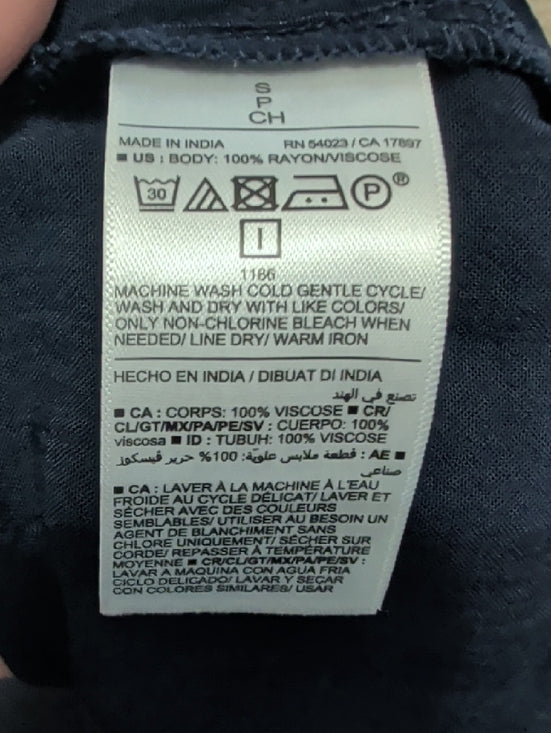 S
P
CH
MADE IN INDIA RN 54023 / CA 17897
■ US : BODY: 100% RAYON/VISCOSE
30 P ®
I
1166
MACHINE WASH COLD GENTLE CYCLE/
WASH AND DRY WITH LIKE COLORS/
ONLY NON-CHLORINE BLEACH WHEN
NEEDED/ LINE DRY/ WARM IRON
HECHO EN INDIA / DIBUAT DI INDIA
تصنع في الهند
■ CA : CORPS: 100% VISCOSE ■ CR/
CL/GT/MX/PA/PE/SV : CUERPO: 100%
viscosa ■ ID : TUBUH: 100% VISCOSE
■ AE : قطعة ملابس علويّة: 100% حرير فيسكوز
صناعي
■ CA : LAVER À LA MACHINE À L'EAU
FROIDE AU CYCLE DÉLICAT/ LAVER ET
SÉCHER AVEC DES COULEURS
SEMBLABLES/ UTILISER AU BESOIN UN
AGENT DE BLANCHIMENT SANS
CHLORE UNIQUEMENT/ SÉCHER SUR
CORDE/ REPASSER À TEMPÉRATURE
MOYENNE ■ CR/CL/GT/MX/PA/PE/SV :
LAVAR A MAQUINA CON AGUA FRIA
CICLO DELICADO/ LAVAR Y SECAR
CON COLORES SIMILARES/ USAR